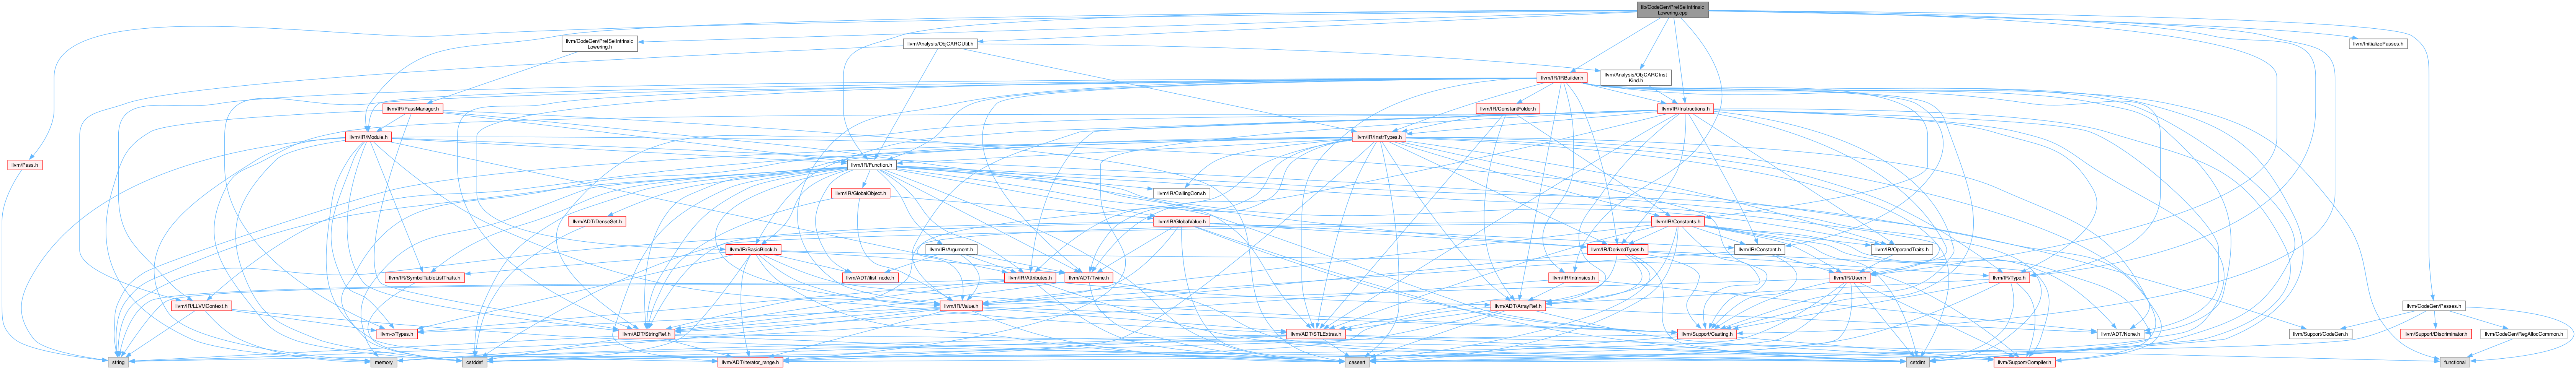 lib/CodeGen/PreISelIntrinsic
Lowering.cpp
llvm/CodeGen/PreISelIntrinsic
Lowering.h
llvm/Analysis/ObjCARCUtil.h
llvm/InitializePasses.h
llvm/IR/IRBuilder.h
llvm/Analysis/ObjCARCInst
Kind.h
llvm/IR/PassManager.h
llvm/IR/ConstantFolder.h
llvm/IR/Instructions.h
llvm/IR/Module.h
llvm/IR/InstrTypes.h
llvm/Pass.h
llvm/IR/Function.h
llvm/IR/GlobalObject.h
llvm/IR/CallingConv.h
llvm/ADT/DenseSet.h
llvm/IR/GlobalValue.h
llvm/IR/Constants.h
llvm/IR/BasicBlock.h
llvm/IR/Argument.h
llvm/IR/DerivedTypes.h
llvm/IR/Constant.h
llvm/IR/OperandTraits.h
llvm/IR/SymbolTableListTraits.h
llvm/ADT/ilist_node.h
llvm/IR/Attributes.h
llvm/ADT/Twine.h
llvm/IR/Intrinsics.h
llvm/IR/User.h
llvm/IR/Type.h
llvm/IR/LLVMContext.h
llvm/IR/Value.h
llvm/ADT/ArrayRef.h
llvm/CodeGen/Passes.h
llvm-c/Types.h
llvm/ADT/StringRef.h
llvm/ADT/STLExtras.h
llvm/Support/Casting.h
llvm/ADT/None.h
llvm/Support/CodeGen.h
llvm/Support/Discriminator.h
llvm/CodeGen/RegAllocCommon.h
string
memory
cstddef
llvm/ADT/iterator_range.h
cassert
cstdint
llvm/Support/Compiler.h
functional